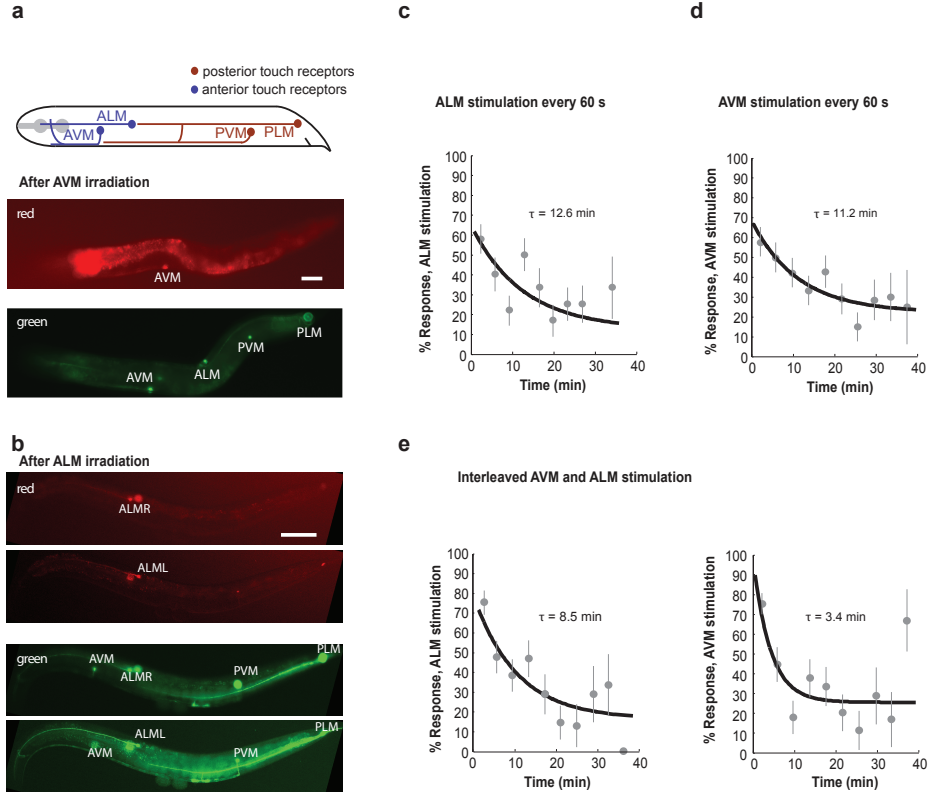 a
posterior touch receptors
anterior touch receptors
ALM
AVM
PVM
PLM
After AVM irradiation
red
AVM
green
PLM
PVM
ALM
AVM
b
After ALM irradiation
red
ALMR
ALML
green
AVM
ALMR
PVM
PLM
ALML
AVM
PVM
PLM
c
ALM stimulation every 60 s
% Response, ALM stimulation
100
90
80
70
60
50
40
30
20
10
0
τ = 12.6 min
0 10 20 30 40
Time (min)
d
AVM stimulation every 60 s
% Response, AVM stimulation
100
90
80
70
60
50
40
30
20
10
0
τ = 11.2 min
0 10 20 30 40
Time (min)
e
Interleaved AVM and ALM stimulation
% Response, ALM stimulation
100
90
80
70
60
50
40
30
20
10
0
τ = 8.5 min
0 10 20 30 40
Time (min)
% Response, AVM stimulation
100
90
80
70
60
50
40
30
20
10
0
τ = 3.4 min
0 10 20 30 40
Time (min)